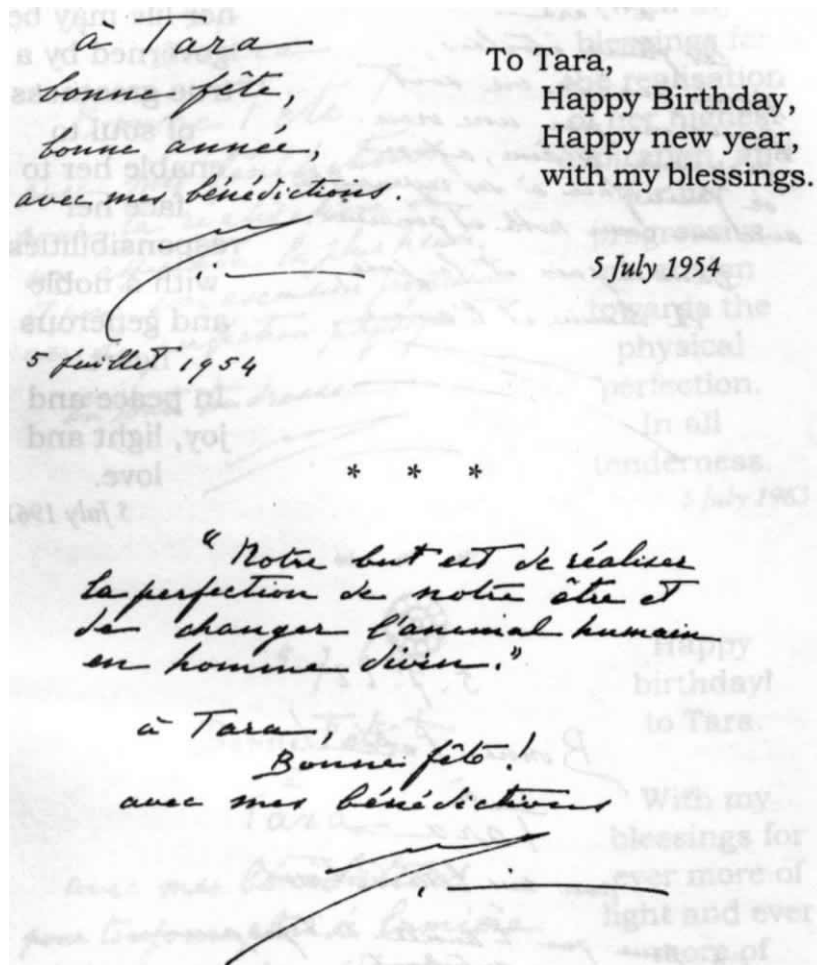 à Tara
bonne fête,
bonne année,
avec mes bénédictions.
5 juillet 1954
To Tara,
Happy Birthday,
Happy new year,
with my blessings.
5 July 1954
* * *
"Notre but est de réaliser
la perfection de notre être et
de changer l'animal humain
en homme divin."
à Tara,
Bonne fête!
avec mes bénédictions